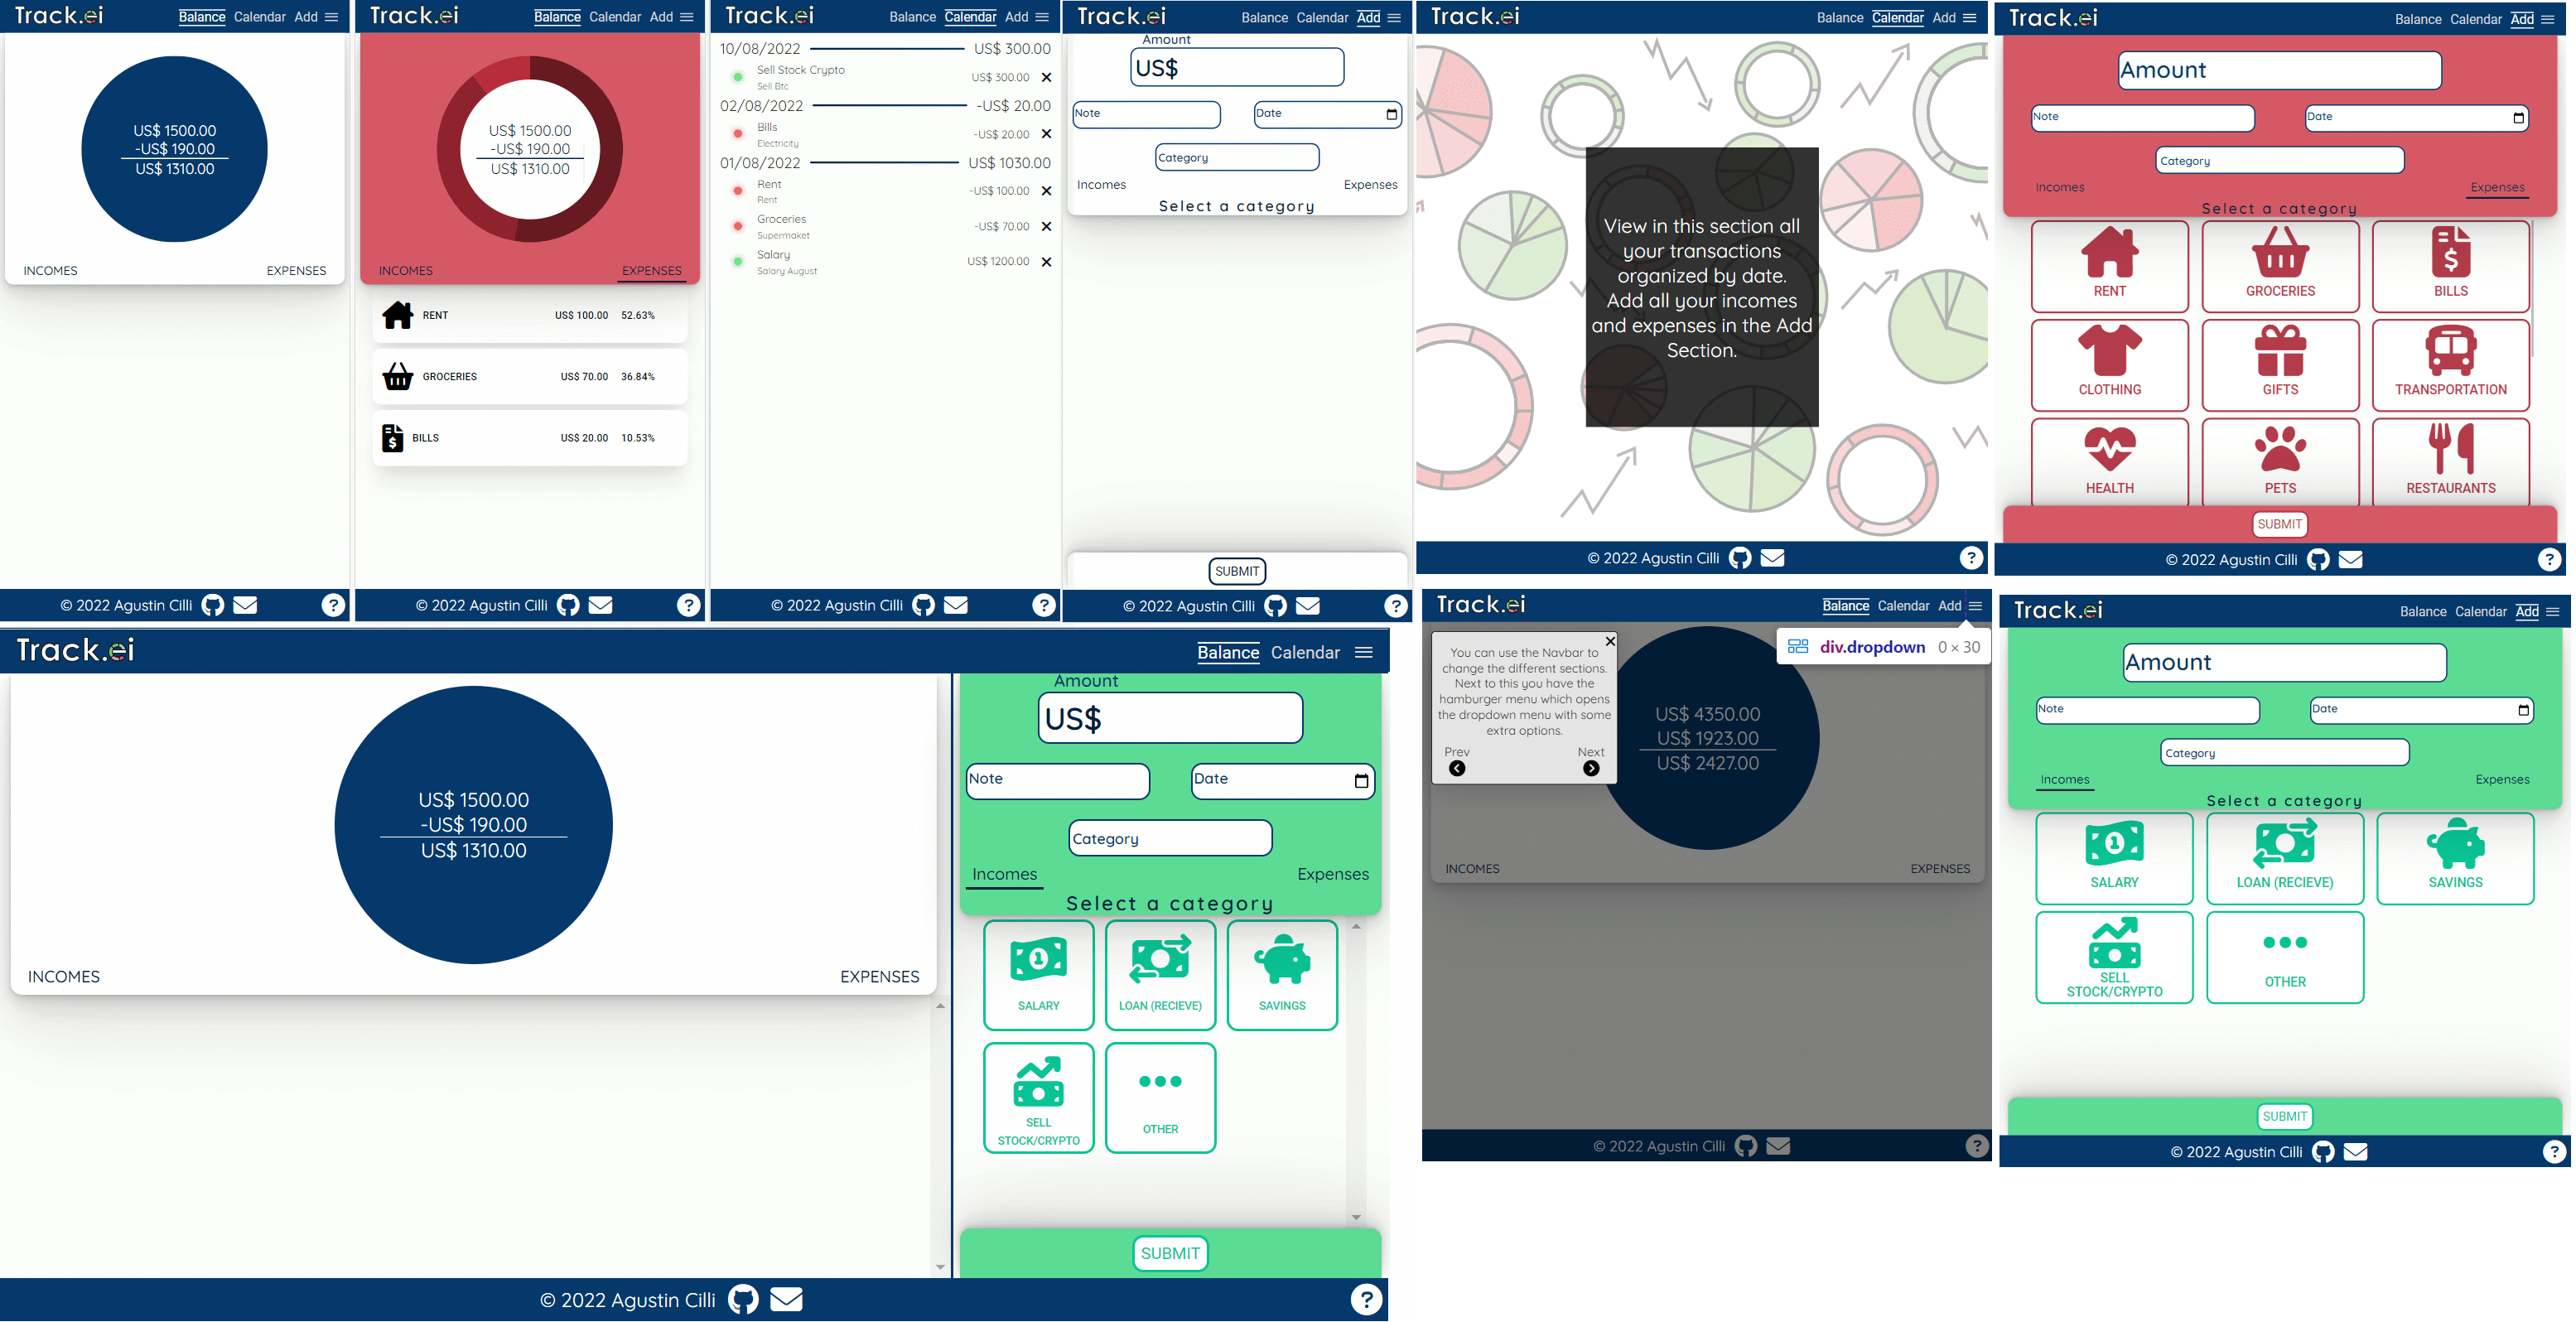 Track.ei
Balance Calendar Add
US$ 1500.00
-US$ 190.00
US$ 1310.00
INCOMES EXPENSES
© 2022 Agustin Cilli ?
Track.ei
Balance Calendar Add
US$ 1500.00
-US$ 190.00
US$ 1310.00
INCOMES EXPENSES
RENT US$ 100.00 52.63%
GROCERIES US$ 70.00 36.84%
BILLS US$ 20.00 10.53%
© 2022 Agustin Cilli ?
Track.ei
Balance Calendar Add
10/08/2022 US$ 300.00
Sell Stock Crypto US$ 300.00
Sell Btc
02/08/2022 -US$ 20.00
Bills -US$ 20.00
Electricity
01/08/2022 US$ 1030.00
Rent -US$ 100.00
Rent
Groceries -US$ 70.00
Supermaket
Salary US$ 1200.00
Salary August
© 2022 Agustin Cilli ?
Track.ei
Balance Calendar Add
Amount
US$
Note Date
Category
Incomes Expenses
Select a category
SUBMIT
© 2022 Agustin Cilli ?
Track.ei
Balance Calendar Add
View in this section all
your transactions
organized by date.
Add all your incomes
and expenses in the Add
Section.
© 2022 Agustin Cilli ?
Track.ei
Balance Calendar Add
Amount
Note Date
Category
Incomes Expenses
Select a category
RENT GROCERIES BILLS
CLOTHING GIFTS TRANSPORTATION
HEALTH PETS RESTAURANTS
SUBMIT
© 2022 Agustin Cilli ?
Track.ei
Balance Calendar
US$ 1500.00
-US$ 190.00
US$ 1310.00
INCOMES EXPENSES
Amount
US$
Note Date
Category
Incomes Expenses
Select a category
SALARY LOAN (RECIEVE) SAVINGS
SELL
STOCK/CRYPTO OTHER
SUBMIT
© 2022 Agustin Cilli ?
Track.ei
Balance Calendar Add
div.dropdown 0 × 30
You can use the Navbar to
change the different sections.
Next to this you have the
hamburger menu which opens
the dropdown menu with some
extra options.
Prev Next
US$ 4350.00
US$ 1923.00
US$ 2427.00
INCOMES EXPENSES
© 2022 Agustin Cilli ?
Track.ei
Balance Calendar Add
Amount
Note Date
Category
Incomes Expenses
Select a category
SALARY LOAN (RECIEVE) SAVINGS
SELL
STOCK/CRYPTO OTHER
SUBMIT
© 2022 Agustin Cilli ?